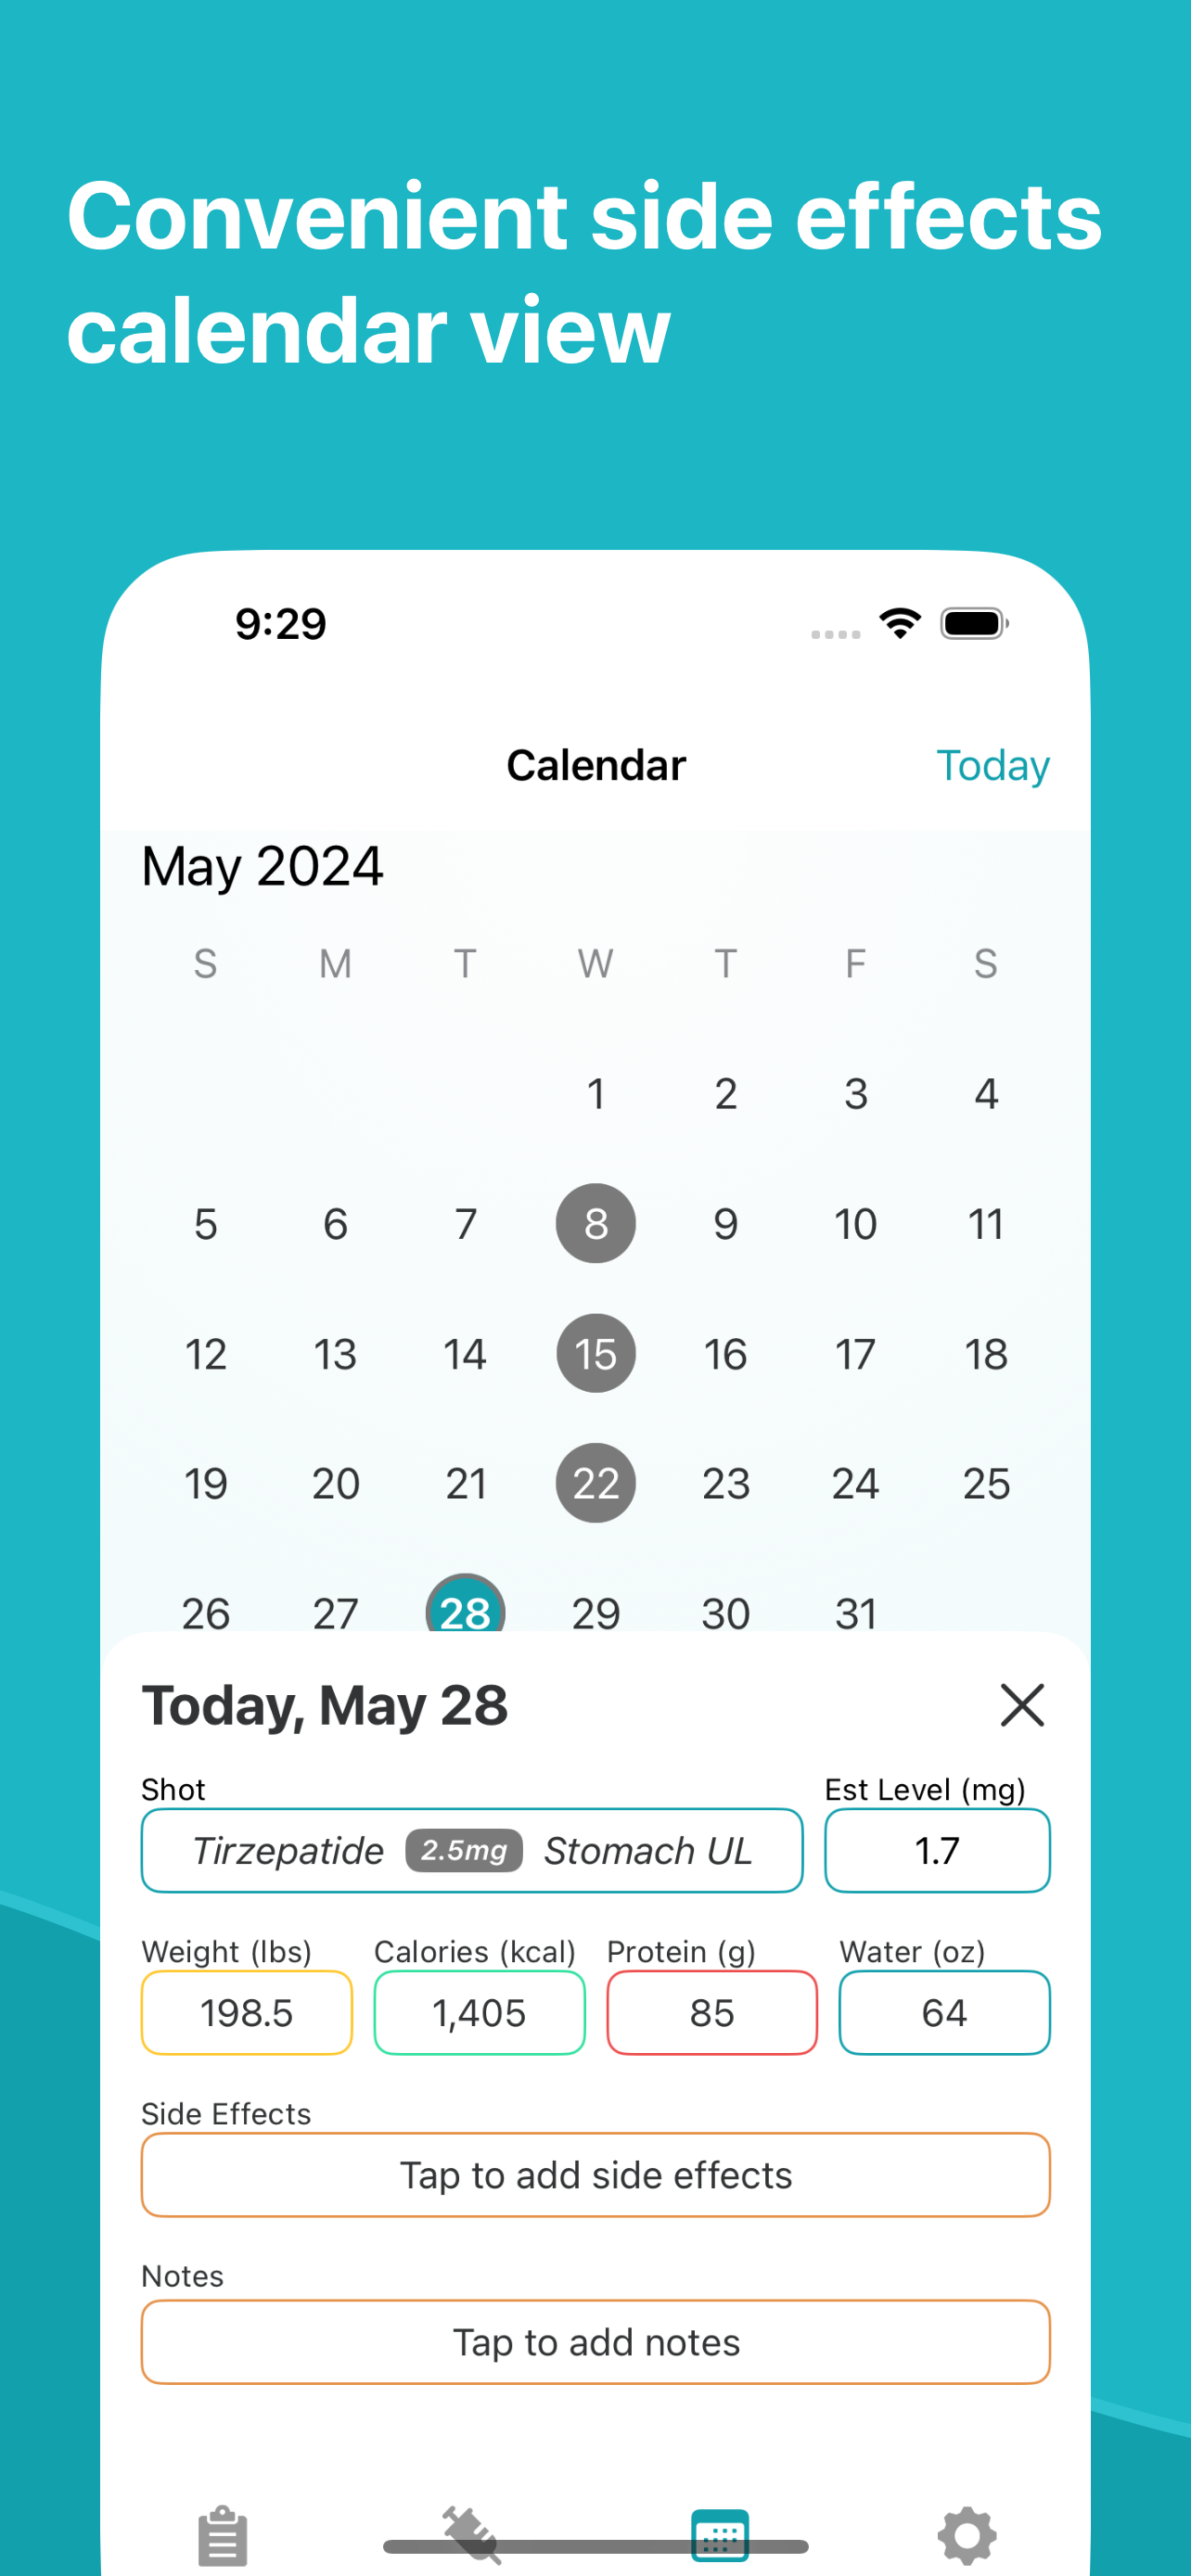 Convenient side effects
calendar view
9:29
Calendar Today
May 2024
S M T W T F S
1 2 3 4
5 6 7 8 9 10 11
12 13 14 15 16 17 18
19 20 21 22 23 24 25
26 27 28 29 30 31
Today, May 28
Shot Est Level (mg)
Tirzepatide 2.5mg Stomach UL 1.7
Weight (lbs) Calories (kcal) Protein (g) Water (oz)
198.5 1,405 85 64
Side Effects
Tap to add side effects
Notes
Tap to add notes